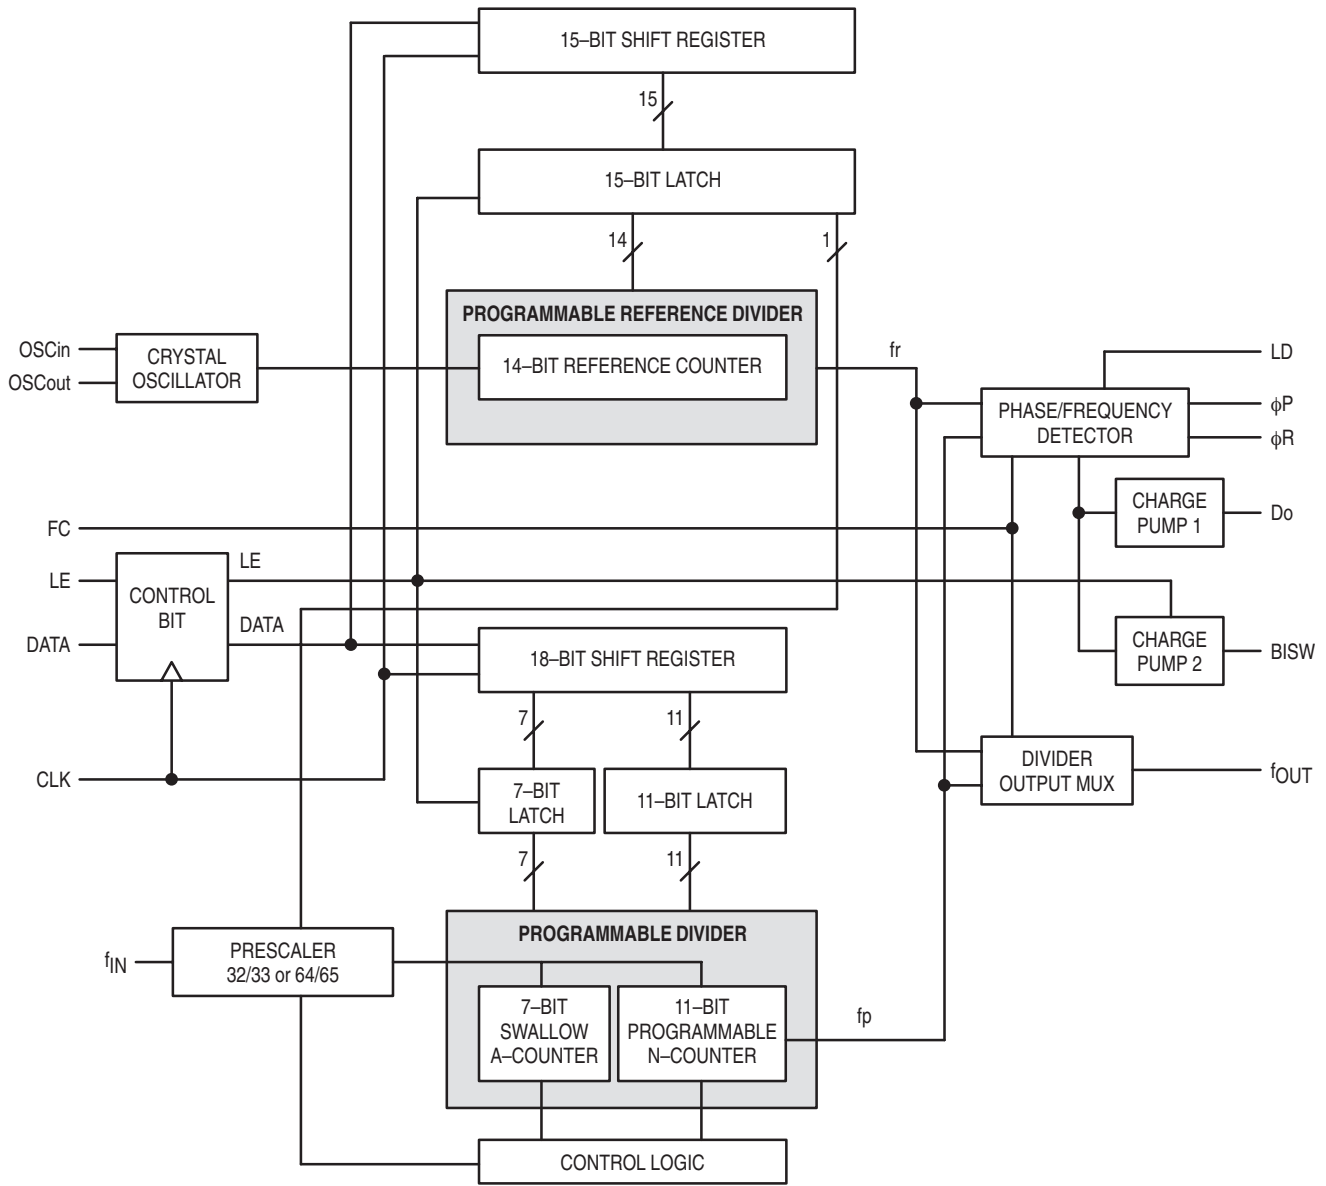 15–BIT SHIFT REGISTER
15
15–BIT LATCH
14
1
PROGRAMMABLE REFERENCE DIVIDER
14–BIT REFERENCE COUNTER
OSCin
OSCout
CRYSTAL
OSCILLATOR
fr
LD
PHASE/FREQUENCY
DETECTOR
ϕP
ϕR
CHARGE
PUMP 1
Do
FC
LE
DATA
CONTROL
BIT
LE
DATA
CHARGE
PUMP 2
BISW
18–BIT SHIFT REGISTER
7
11
CLK
7–BIT
LATCH
11–BIT LATCH
DIVIDER
OUTPUT MUX
fOUT
7
11
PROGRAMMABLE DIVIDER
fIN
PRESCALER
32/33 or 64/65
7–BIT
SWALLOW
A–COUNTER
11–BIT
PROGRAMMABLE
N–COUNTER
fp
CONTROL LOGIC